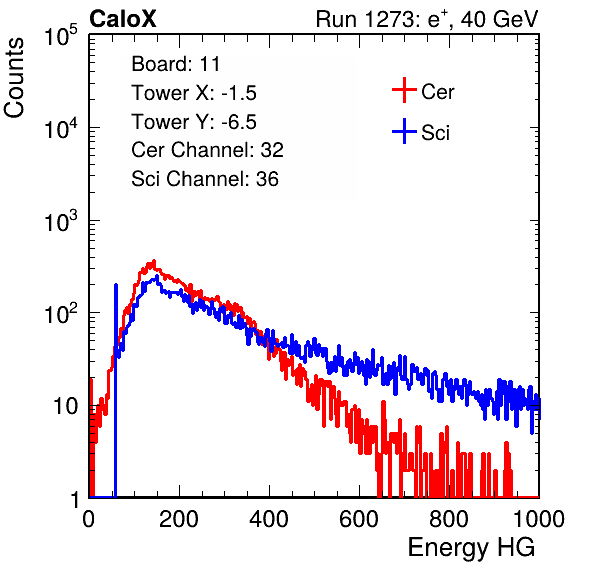 CaloX Run 1273: e⁺, 40 GeV
Counts
Board: 11
Tower X: -1.5
Tower Y: -6.5
Cer Channel: 32
Sci Channel: 36
Cer
Sci
10⁵
10⁴
10³
10²
10
1
0 200 400 600 800 1000
Energy HG